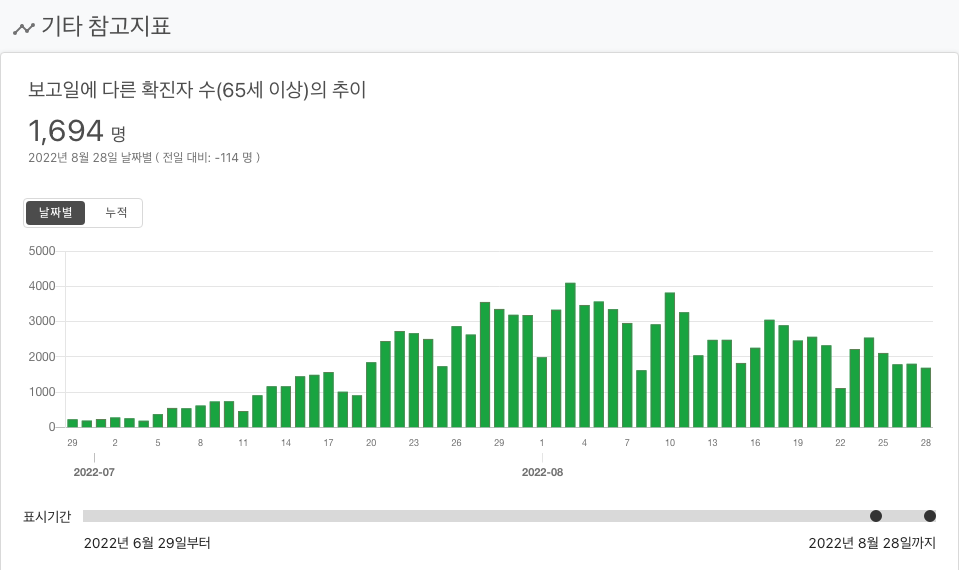 기타 참고지표
보고일에 다른 확진자 수(65세 이상)의 추이
1,694 명
2022년 8월 28일 날짜별 ( 전일 대비: -114 명 )
날짜별 누적
5000
4000
3000
2000
1000
0
29 2 5 8 11 14 17 20 23 26 29 1 4 7 10 13 16 19 22 25 28
2022-07 2022-08
표시기간
2022년 6월 29일부터 2022년 8월 28일까지